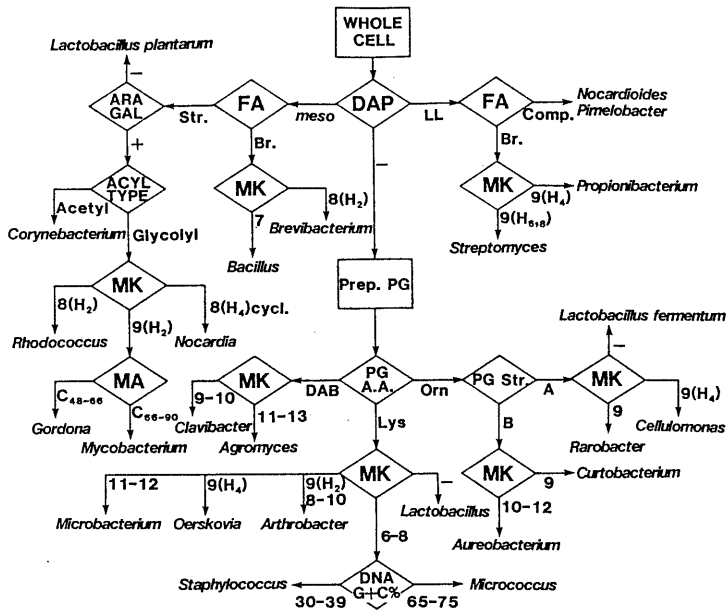 WHOLE
CELL
Lactobacillus plantarum
−
ARA
GAL
Str.
FA
meso
DAP
LL
FA
Comp.
Nocardioides
Pimelobacter
+
Br.
−
Br.
ACYL
TYPE
MK
8(H₂)
MK
9(H₄)
Propionibacterium
Acetyl
7
Brevibacterium
9(H₆,₈)
Corynebacterium
Glycolyl
Streptomyces
Bacillus
MK
Prep. PG
8(H₂)
8(H₄)cycl.
9(H₂)
Lactobacillus fermentum
Rhodococcus
Nocardia
−
MA
MK
DAB
PG
A.A.
Orn
PG Str.
A
MK
C₄₈₋₆₆
C₆₆₋₉₀
9-10
11-13
9
9(H₄)
Gordona
Clavibacter
Lys
B
Cellulomonas
Mycobacterium
Agromyces
Rarobacter
MK
MK
9
Curtobacterium
11-12
9(H₄)
9(H₂)
8-10
−
10-12
Microbacterium
Oerskovia
Arthrobacter
Lactobacillus
6-8
Aureobacterium
Staphylococcus
DNA
G+C%
Micrococcus
30-39
65-75